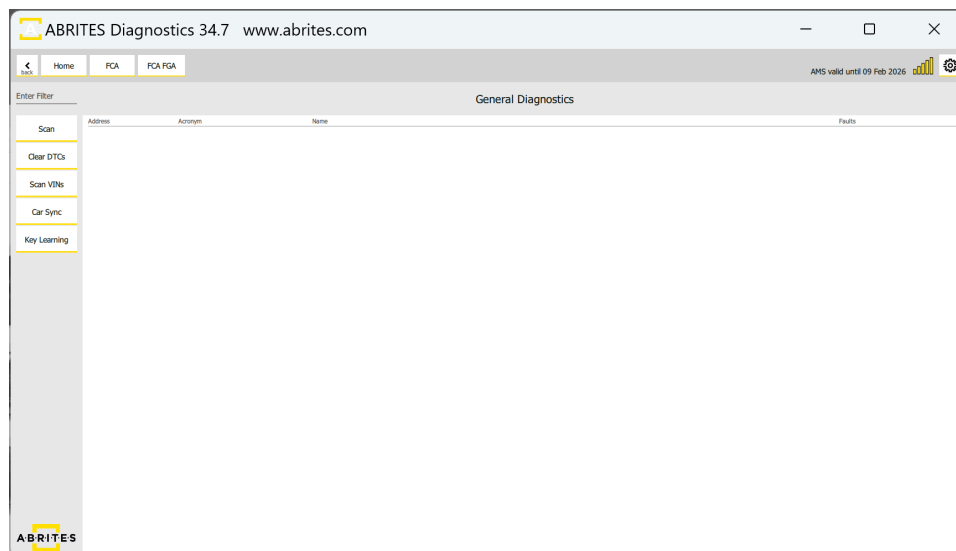 ABRITES Diagnostics 34.7 www.abrites.com
back Home FCA FCA FGA AMS valid until 09 Feb 2026
Enter Filter General Diagnostics
Address Acronym Name Faults
Scan
Clear DTCs
Scan VINs
Car Sync
Key Learning
A·B·R·I·T·E·S